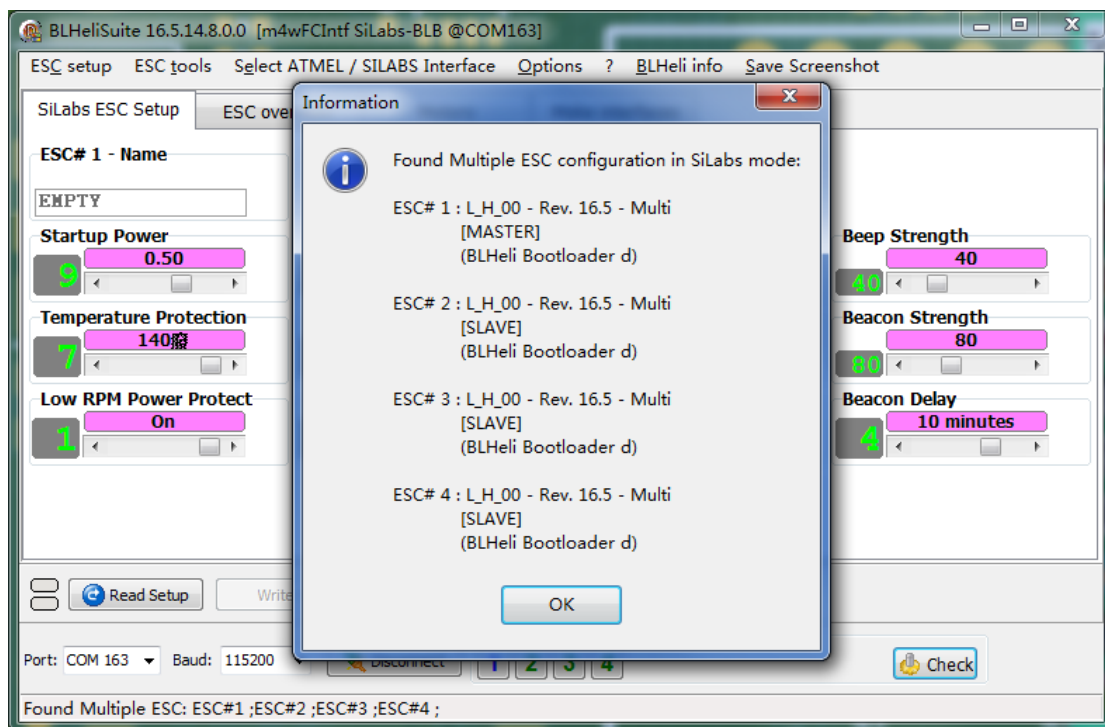 BLHeliSuite 16.5.14.8.0.0 [m4wFCIntf SiLabs-BLB @COM163]
ESC setup ESC tools Select ATMEL / SILABS Interface Options ? BLHeli info Save Screenshot
SiLabs ESC Setup
ESC over
Information
Found Multiple ESC configuration in SiLabs mode:
ESC# 1 : L_H_00 - Rev. 16.5 - Multi
[MASTER]
(BLHeli Bootloader d)
ESC# 2 : L_H_00 - Rev. 16.5 - Multi
[SLAVE]
(BLHeli Bootloader d)
ESC# 3 : L_H_00 - Rev. 16.5 - Multi
[SLAVE]
(BLHeli Bootloader d)
ESC# 4 : L_H_00 - Rev. 16.5 - Multi
[SLAVE]
(BLHeli Bootloader d)
OK
ESC# 1 - Name
EMPTY
Startup Power
0.50
9
Temperature Protection
140
7
Low RPM Power Protect
On
1
Beep Strength
40
40
Beacon Strength
80
80
Beacon Delay
10 minutes
4
Read Setup
Write
Port: COM 163 Baud: 115200 Disconnect 1 2 3 4 Check
Found Multiple ESC: ESC#1 ;ESC#2 ;ESC#3 ;ESC#4 ;